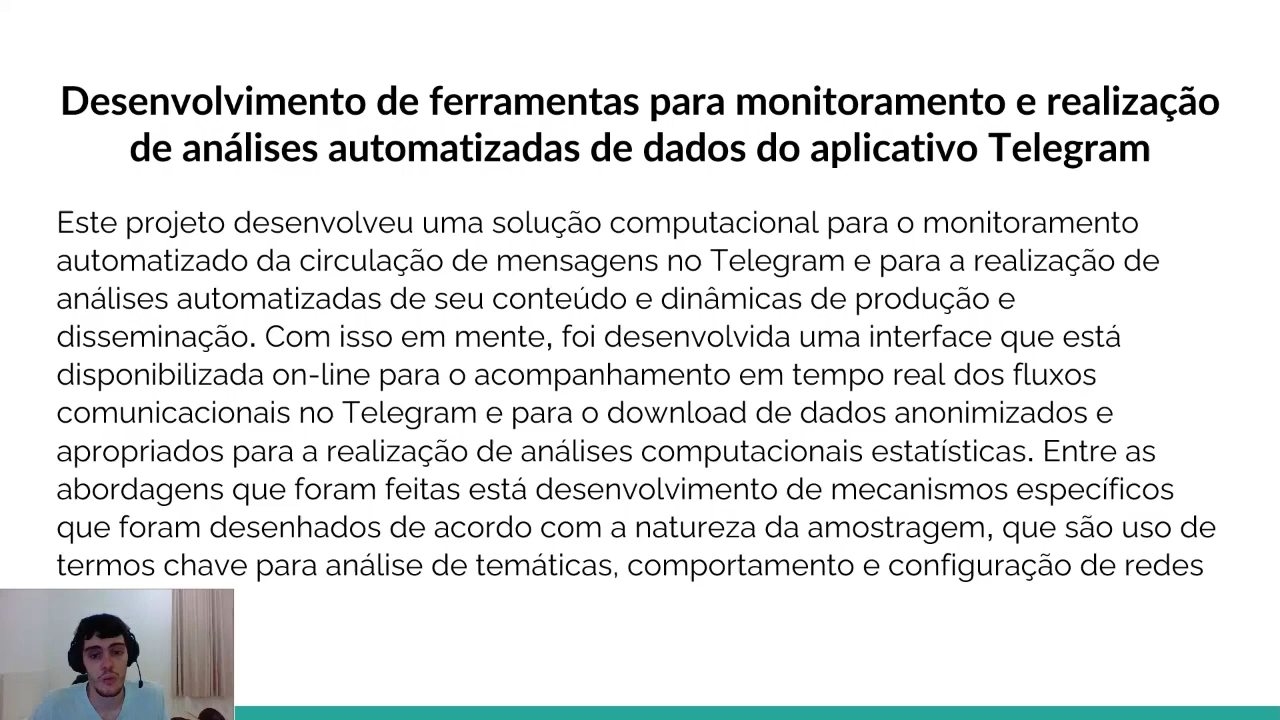 Desenvolvimento de ferramentas para monitoramento e realização
de análises automatizadas de dados do aplicativo Telegram
Este projeto desenvolveu uma solução computacional para o monitoramento
automatizado da circulação de mensagens no Telegram e para a realização de
análises automatizadas de seu conteúdo e dinâmicas de produção e
disseminação. Com isso em mente, foi desenvolvida uma interface que está
disponibilizada on-line para o acompanhamento em tempo real dos fluxos
comunicacionais no Telegram e para o download de dados anonimizados e
apropriados para a realização de análises computacionais estatísticas. Entre as
abordagens que foram feitas está desenvolvimento de mecanismos específicos
que foram desenhados de acordo com a natureza da amostragem, que são uso de
termos chave para análise de temáticas, comportamento e configuração de redes